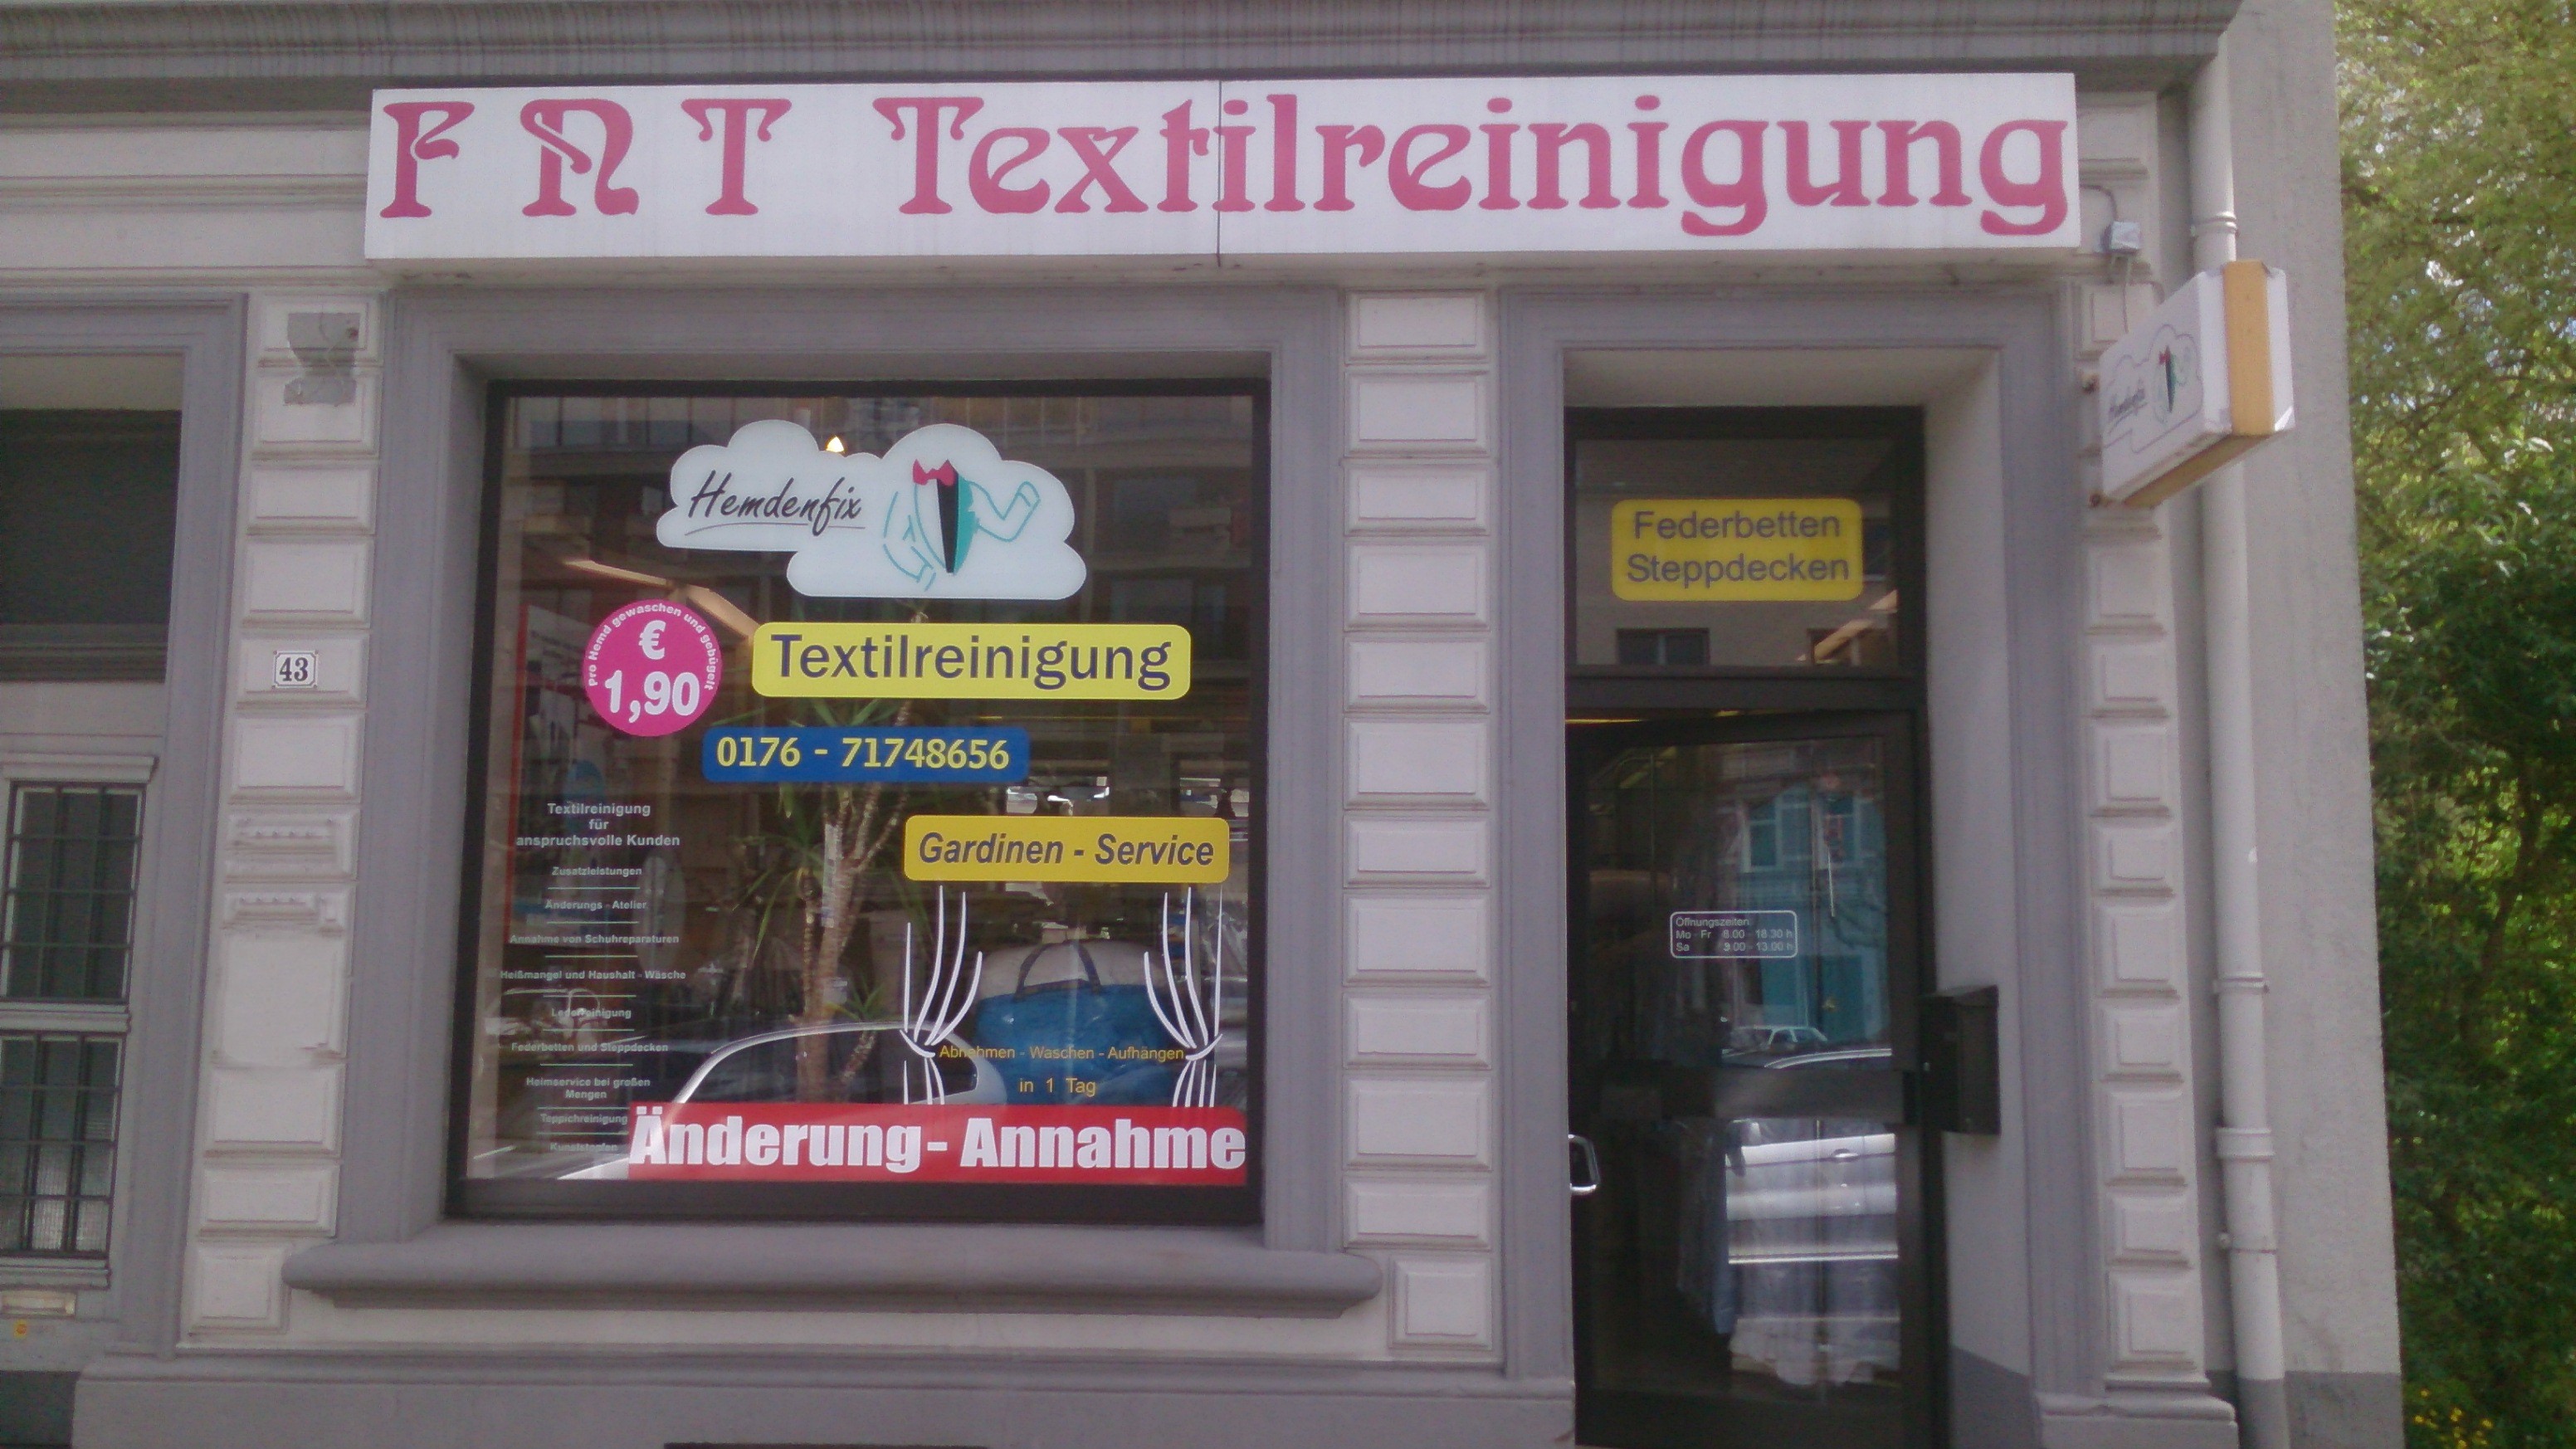 F N T Textilreinigung
Hemdenfix
Hemdenfix
Federbetten
Steppdecken
Pro Hemd gewaschen und gebügelt
€
1,90
Textilreinigung
43
0176 - 71748656
Textilreinigung
für
anspruchsvolle Kunden
Zusatzleistungen
Änderungs - Atelier
Annahme von Schuhreparaturen
Heißmangel und Haushalt - Wäsche
Lederreinigung
Federbetten und Steppdecken
Heimservice bei großen
Mengen
Teppichreinigung
Kunststopfen
Gardinen - Service
Abnehmen - Waschen - Aufhängen
in 1 Tag
Änderung - Annahme
Öffnungszeiten
Mo - Fr 8.00 - 18.30 h
Sa 9.00 - 13.00 h